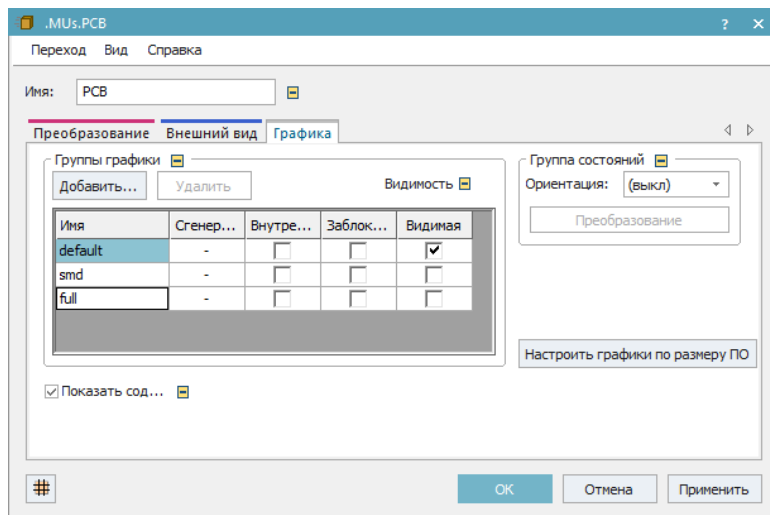 .MUs.PCB
? ×
Переход Вид Справка
Имя: PCB
Преобразование Внешний вид Графика
Группы графики
Добавить... Удалить Видимость
Имя Сгенер... Внутре... Заблок... Видимая
default -
smd -
full -
Показать сод...
Группа состояний
Ориентация: (выкл)
Преобразование
Настроить графики по размеру ПО
OK Отмена Применить